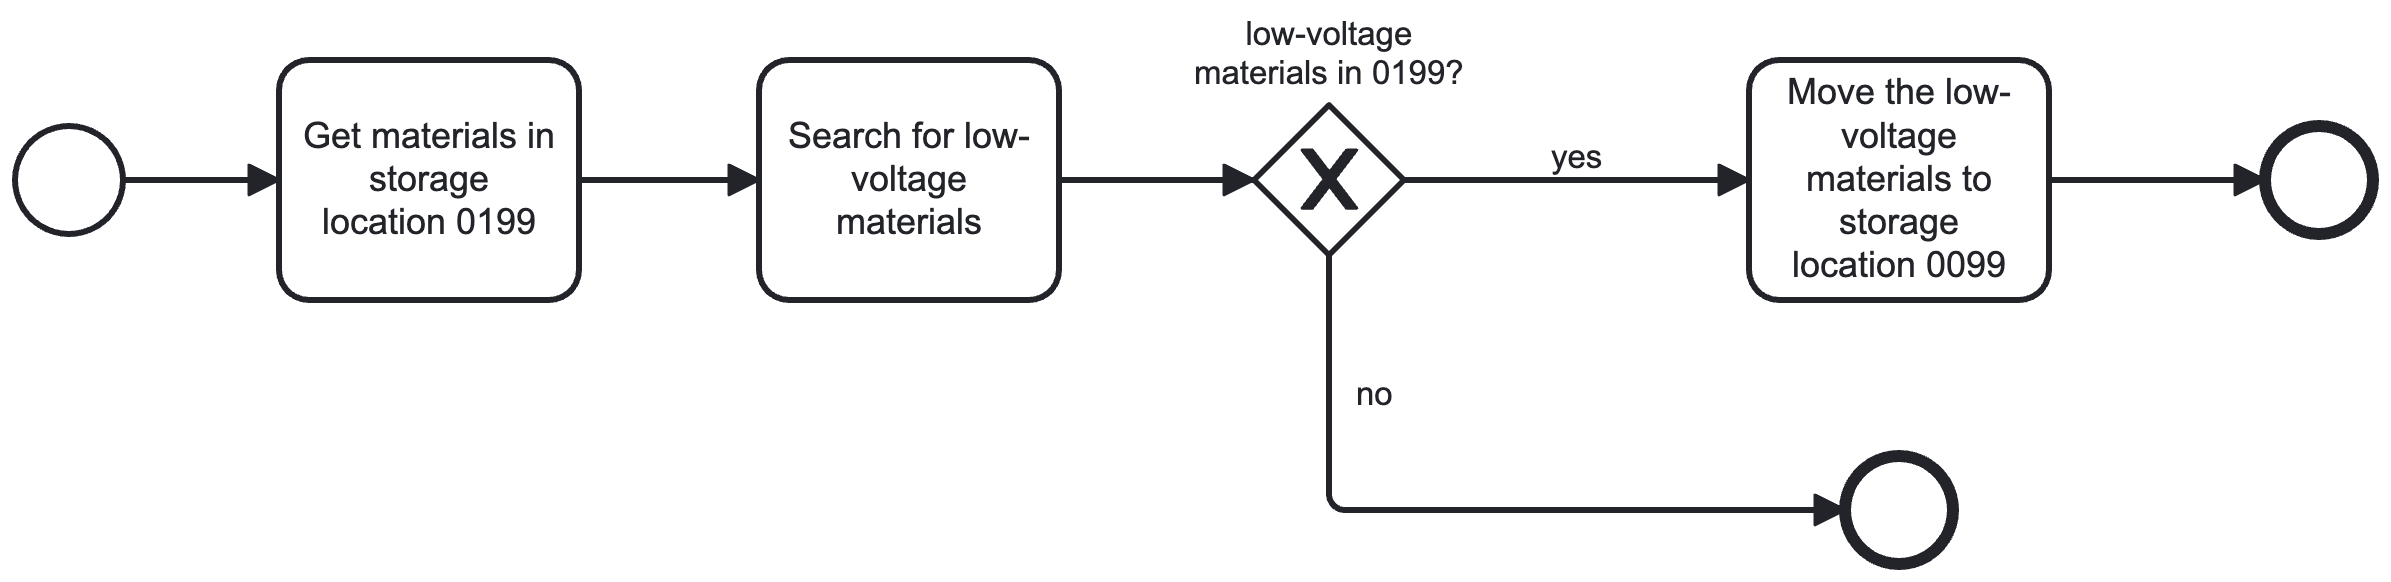 Get materials in
storage
location 0199
Search for low-
voltage
materials
low-voltage
materials in 0199?
X
yes
no
Move the low-
voltage
materials to
storage
location 0099